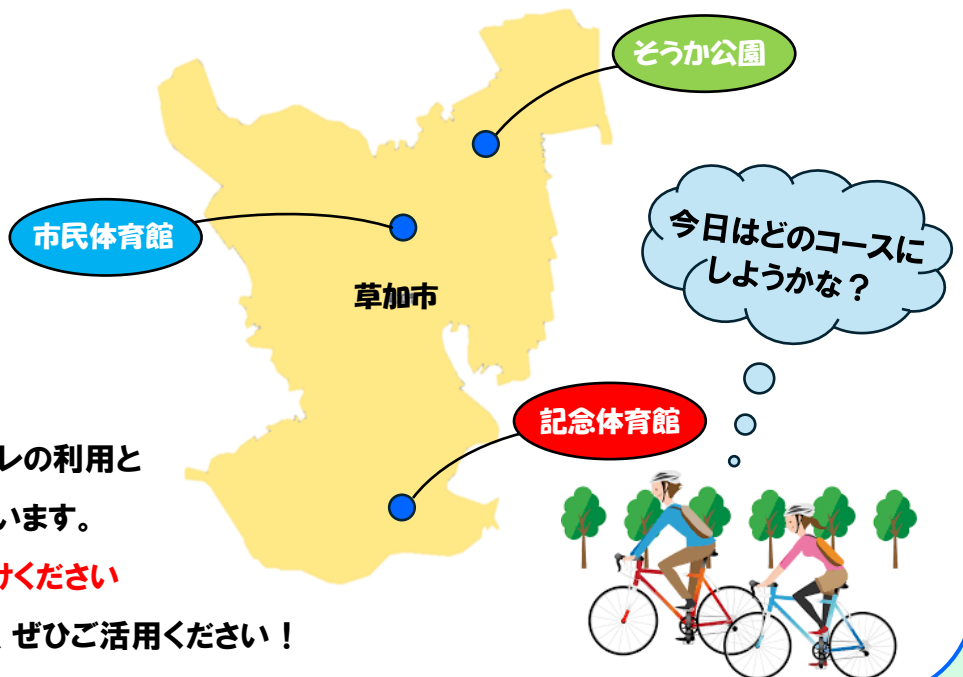 そうか公園
市民体育館
今日はどのコースに
しようかな？
草加市
記念体育館
レの利用と
います。
けください
ぜひご活用ください！